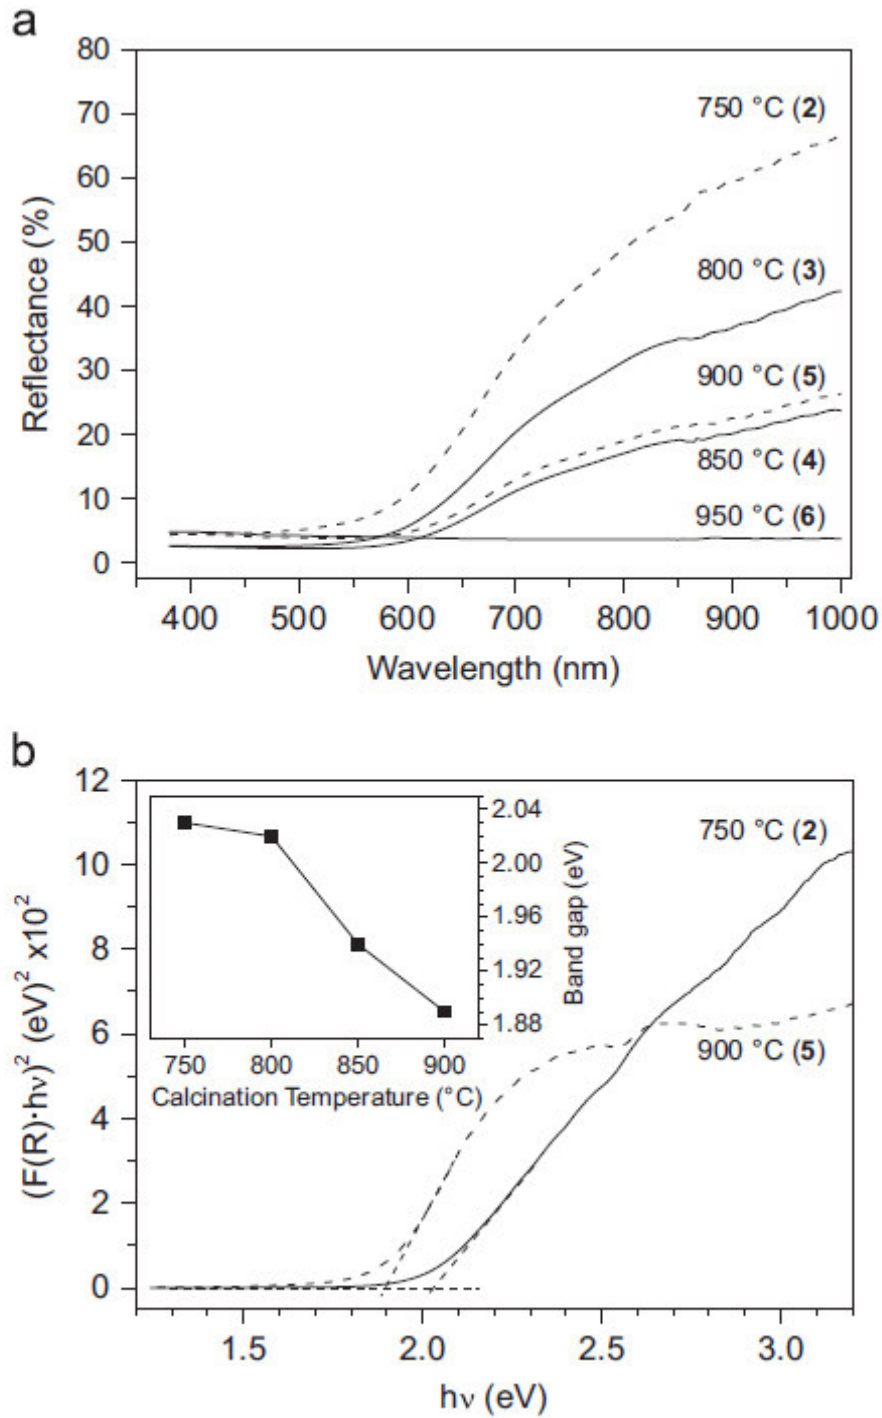 a
80
70
60
50
40
30
20
10
0
Reflectance (%)
750 °C (2)
800 °C (3)
900 °C (5)
850 °C (4)
950 °C (6)
400 500 600 700 800 900 1000
Wavelength (nm)
b
12
10
8
6
4
2
0
(F(R)·hν)² (eV)² x10²
750 °C (2)
900 °C (5)
2.04
2.00
1.96
1.92
1.88
Band gap (eV)
750 800 850 900
Calcination Temperature (°C)
1.5 2.0 2.5 3.0
hν (eV)